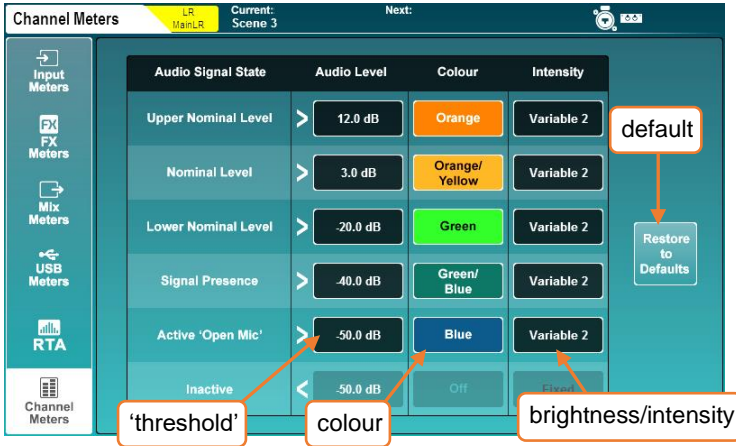 Channel Meters
LR
MainLR
Current:
Scene 3
Next:
Input
Meters
FX
FX
Meters
Mix
Meters
USB
Meters
RTA
Channel
Meters
Audio Signal State Audio Level Colour Intensity
Upper Nominal Level > 12.0 dB Orange Variable 2
Nominal Level > 3.0 dB Orange/
Yellow Variable 2
Lower Nominal Level > -20.0 dB Green Variable 2
Signal Presence > -40.0 dB Green/
Blue Variable 2
Active 'Open Mic' > -50.0 dB Blue Variable 2
Inactive < -50.0 dB Off Fixed
default
Restore
to
Defaults
‘threshold’
colour
brightness/intensity